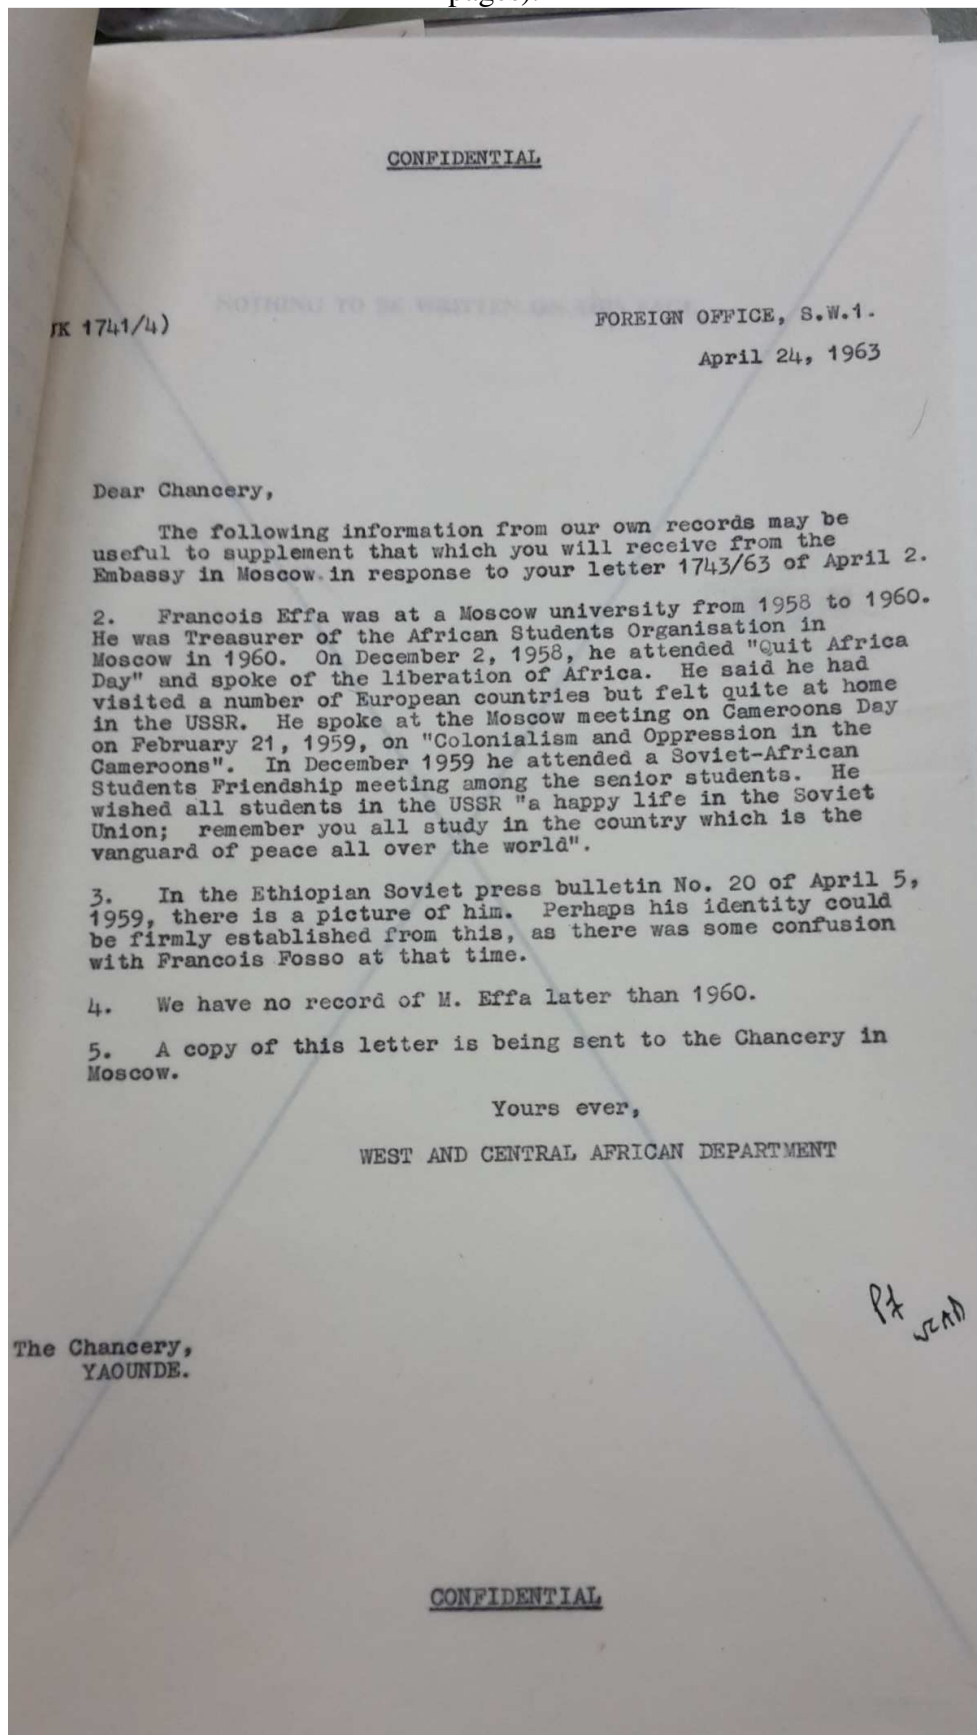 pages).
CONFIDENTIAL
NOTHING TO BE WRITTEN ON THIS PAGE
JK 1741/4)
FOREIGN OFFICE, S.W.1.
April 24, 1963
Dear Chancery,
The following information from our own records may be
useful to supplement that which you will receive from the
Embassy in Moscow in response to your letter 1743/63 of April 2.
2. Francois Effa was at a Moscow university from 1958 to 1960.
He was Treasurer of the African Students Organisation in
Moscow in 1960. On December 2, 1958, he attended "Quit Africa
Day" and spoke of the liberation of Africa. He said he had
visited a number of European countries but felt quite at home
in the USSR. He spoke at the Moscow meeting on Cameroons Day
on February 21, 1959, on "Colonialism and Oppression in the
Cameroons". In December 1959 he attended a Soviet-African
Students Friendship meeting among the senior students. He
wished all students in the USSR "a happy life in the Soviet
Union; remember you all study in the country which is the
vanguard of peace all over the world".
3. In the Ethiopian Soviet press bulletin No. 20 of April 5,
1959, there is a picture of him. Perhaps his identity could
be firmly established from this, as there was some confusion
with Francois Fosso at that time.
4. We have no record of M. Effa later than 1960.
5. A copy of this letter is being sent to the Chancery in
Moscow.
Yours ever,
WEST AND CENTRAL AFRICAN DEPARTMENT
The Chancery,
YAOUNDE.
CONFIDENTIAL